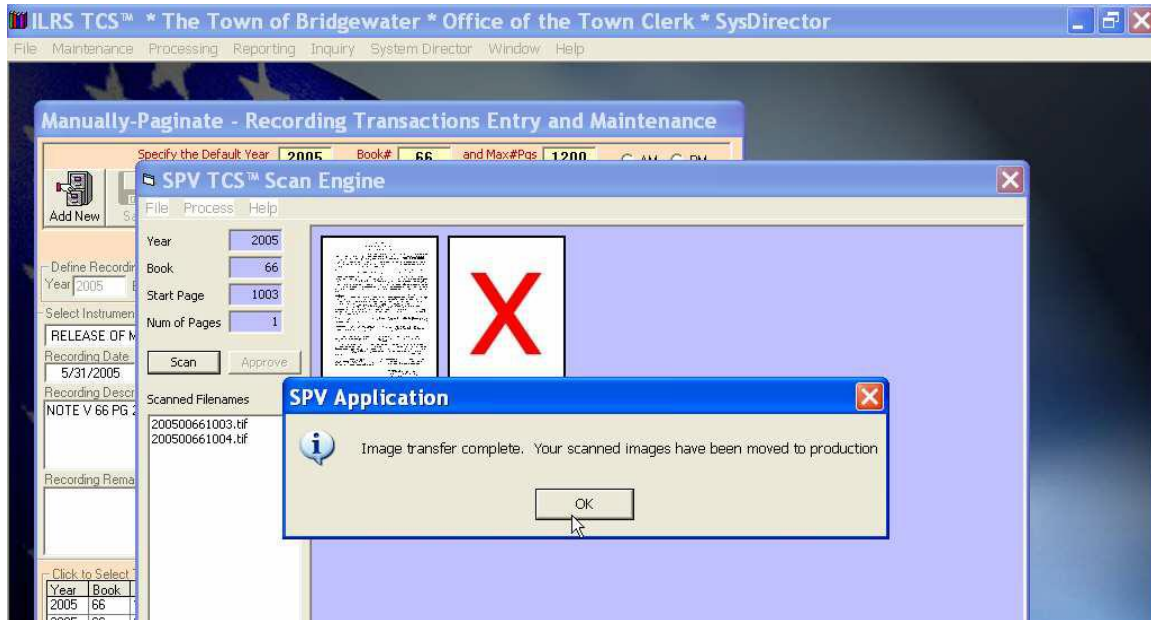 ILRS TCS™ * The Town of Bridgewater * Office of the Town Clerk * SysDirector
File Maintenance Processing Reporting Inquiry System Director Window Help
Manually-Paginate - Recording Transactions Entry and Maintenance
Specify the Default Year 2005 Book# 66 and Max#Pgs 1200 AM PM
Add New
SPV TCS™ Scan Engine
File Process Help
Year 2005
Book 66
Start Page 1003
Num of Pages 1
Scan Approve
Scanned Filenames
200500661003.tif
200500661004.tif
X
Define Recordin
Year 2005
Select Instrumen
RELEASE OF M
Recording Date
5/31/2005
Recording Descr
NOTE V 66 PG 2
Recording Rema
Click to Select
Year Book
2005 66
2005 66
SPV Application
Image transfer complete. Your scanned images have been moved to production
OK